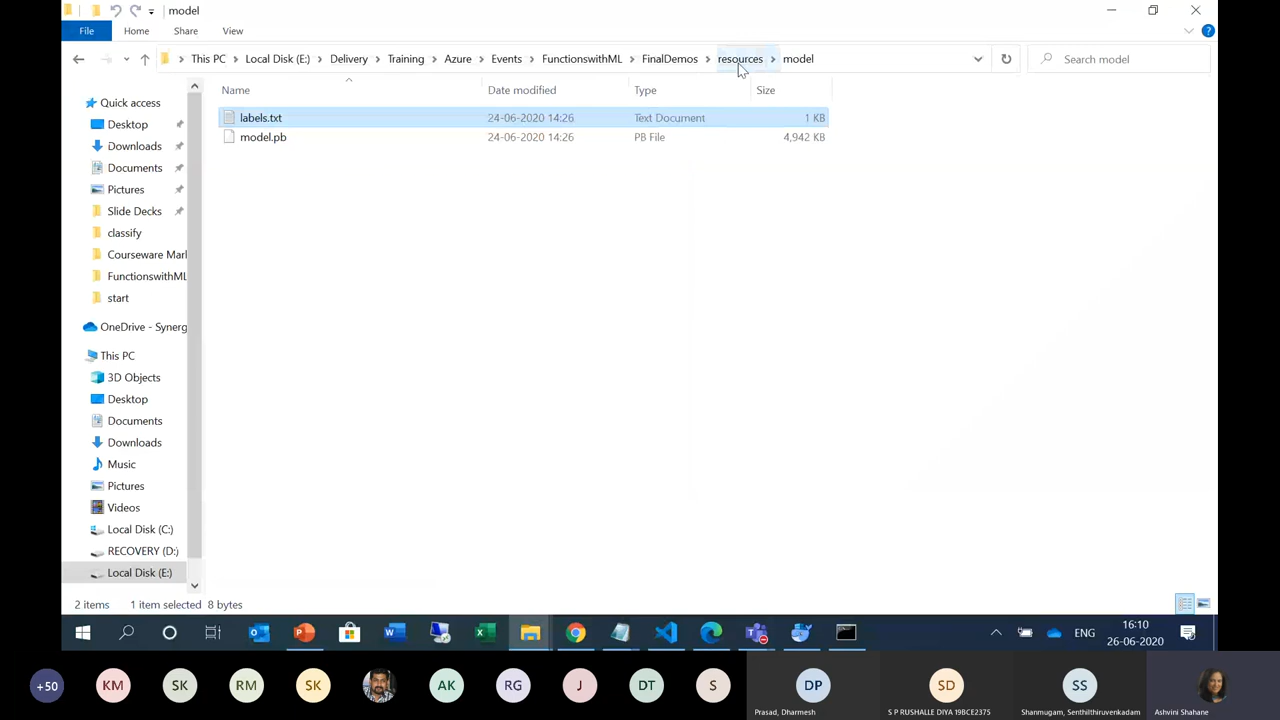 model
File Home Share View
This PC Local Disk (E:) Delivery Training Azure Events FunctionswithML FinalDemos resources model
Search model
Name Date modified Type Size
labels.txt 24-06-2020 14:26 Text Document 1 KB
model.pb 24-06-2020 14:26 PB File 4,942 KB
Quick access
Desktop
Downloads
Documents
Pictures
Slide Decks
classify
Courseware Mark
FunctionswithML
start
OneDrive - Synerg
This PC
3D Objects
Desktop
Documents
Downloads
Music
Pictures
Videos
Local Disk (C:)
RECOVERY (D:)
Local Disk (E:)
2 items 1 item selected 8 bytes
ENG
16:10
26-06-2020
+50 KM SK RM SK AK RG J DT S DP SD SS
Prasad, Dharmesh S P RUSHALLE DIYA 19BCE2375 Shanmugam, Senthilthiruvenkadam Ashvini Shahane